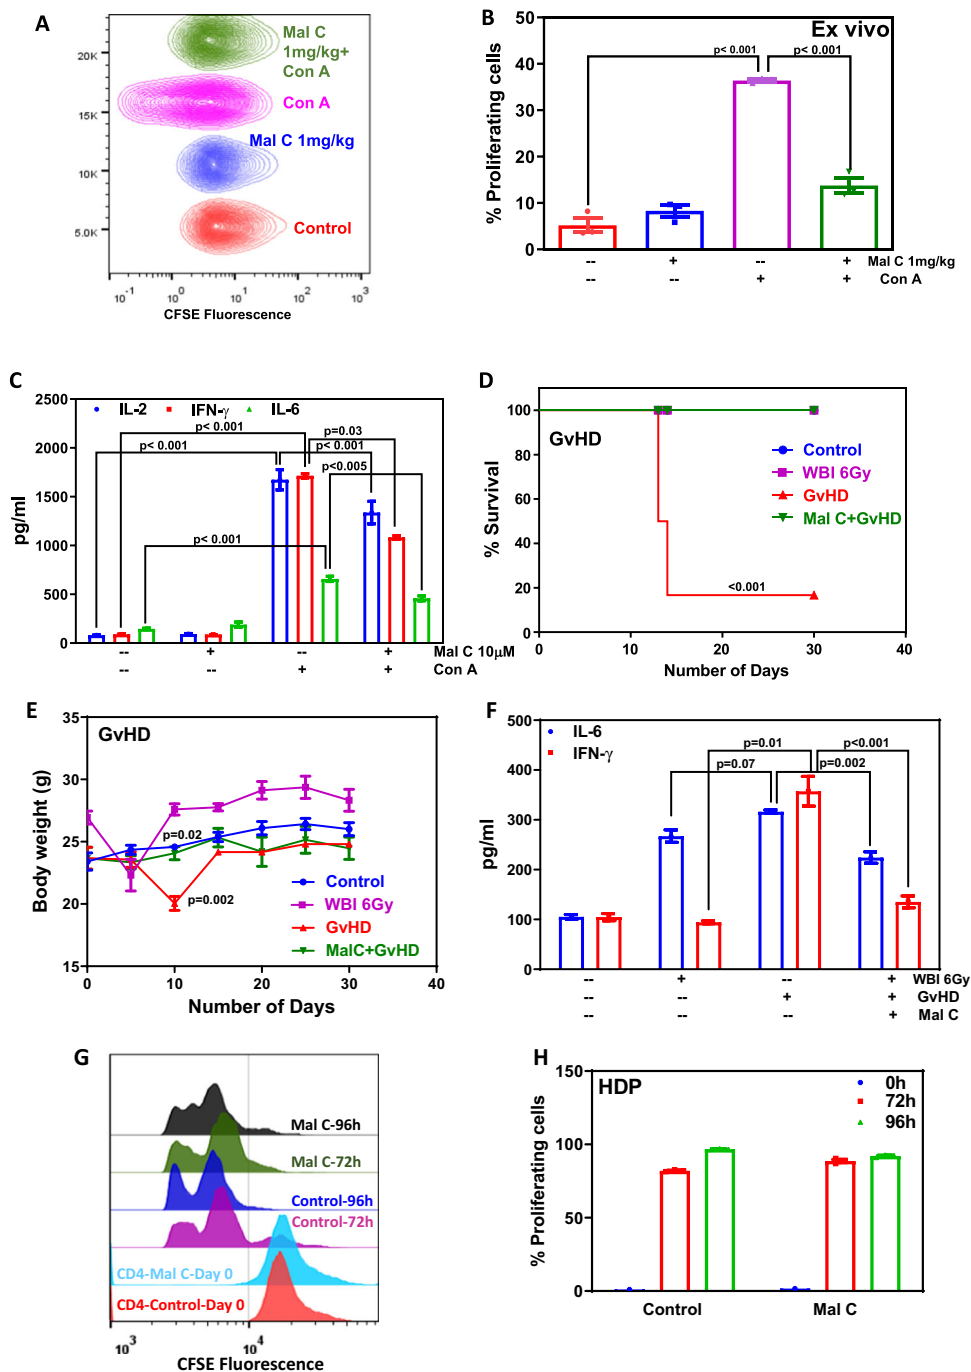 A
20K
15K
10K
5.0K
Mal C
1mg/kg+
Con A
Con A
Mal C 1mg/kg
Control
10-1
100
101
102
103
CFSE Fluorescence
B
Ex vivo
% Proliferating cells
50
40
30
20
10
0
p< 0.001
p< 0.001
-- + -- + Mal C 1mg/kg
-- -- + + Con A
C
IL-2 IFN-γ IL-6
pg/ml
2500
2000
1500
1000
500
0
p< 0.001
p=0.03
p< 0.001
p< 0.001
p<0.005
p< 0.001
-- + -- + Mal C 10μM
-- -- + + Con A
D
% Survival
100
80
60
40
20
0
GvHD
Control
WBI 6Gy
GvHD
Mal C+GvHD
<0.001
0 10 20 30 40
Number of Days
E
Body weight (g)
35
30
25
20
15
GvHD
p=0.02
p=0.002
Control
WBI 6Gy
GvHD
MalC+GvHD
0 10 20 30 40
Number of Days
F
pg/ml
500
400
300
200
100
0
IL-6
IFN-γ
p=0.01
p<0.001
p=0.07
p=0.002
-- + -- + WBI 6Gy
-- -- + + GvHD
-- -- -- + Mal C
G
Mal C-96h
Mal C-72h
Control-96h
Control-72h
CD4-Mal C-Day 0
CD4-Control-Day 0
103
104
CFSE Fluorescence
H
HDP
% Proliferating cells
150
100
50
0
0h
72h
96h
Control Mal C